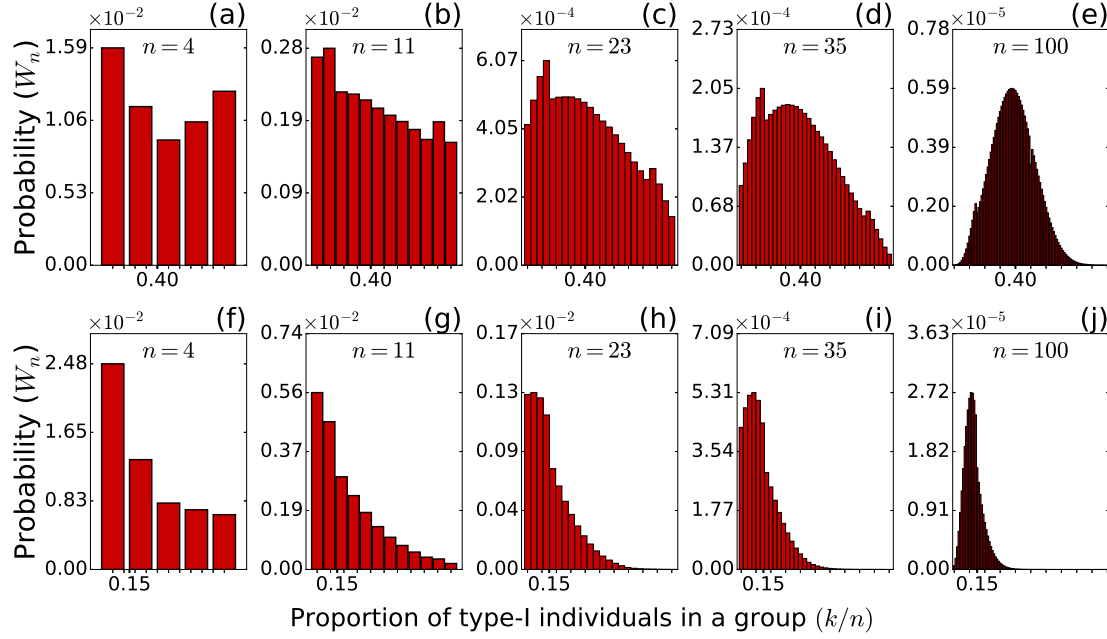 ×10⁻² (a) ×10⁻² (b) ×10⁻⁴ (c) ×10⁻⁴ (d) ×10⁻⁵ (e)
n = 4 n = 11 n = 23 n = 35 n = 100
Probability (Wₙ)
1.59 1.06 0.53 0.00
0.28 0.19 0.09 0.00
6.07 4.05 2.02 0.00
2.73 2.05 1.37 0.68 0.00
0.78 0.59 0.39 0.20 0.00
0.40 0.40 0.40 0.40 0.40
×10⁻² (f) ×10⁻² (g) ×10⁻² (h) ×10⁻⁴ (i) ×10⁻⁵ (j)
n = 4 n = 11 n = 23 n = 35 n = 100
Probability (Wₙ)
2.48 1.65 0.83 0.00
0.74 0.56 0.37 0.19 0.00
0.17 0.13 0.08 0.04 0.00
7.09 5.31 3.54 1.77 0.00
3.63 2.72 1.82 0.91 0.00
0.15 0.15 0.15 0.15 0.15
Proportion of type-I individuals in a group (k/n)